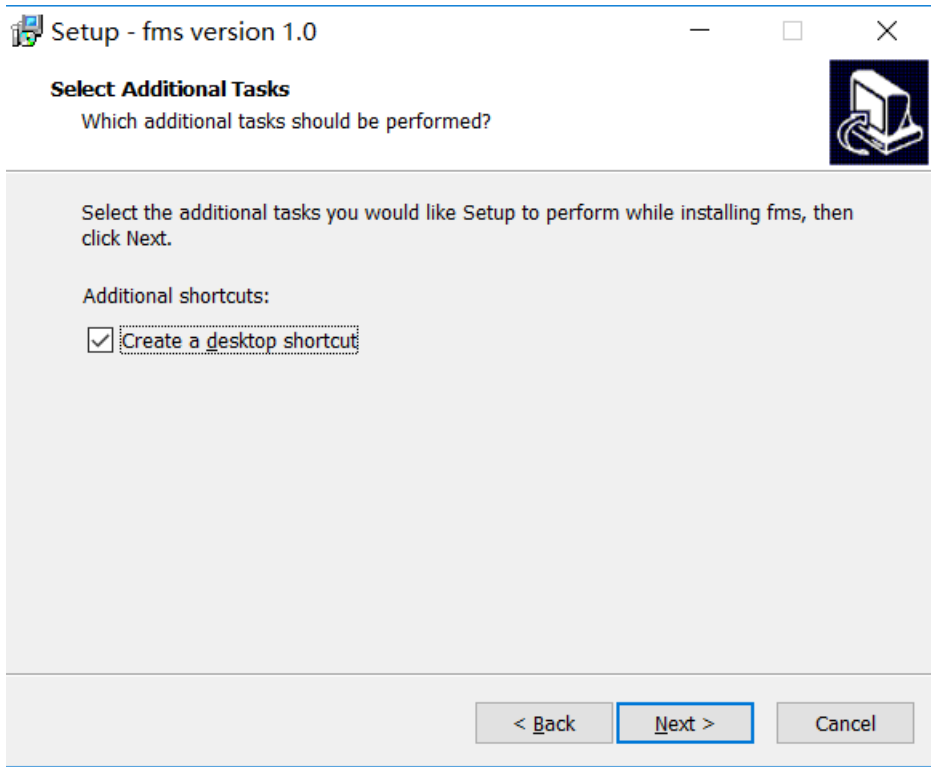 Setup - fms version 1.0
Select Additional Tasks
Which additional tasks should be performed?
Select the additional tasks you would like Setup to perform while installing fms, then
click Next.
Additional shortcuts:
Create a desktop shortcut
< Back
Next >
Cancel